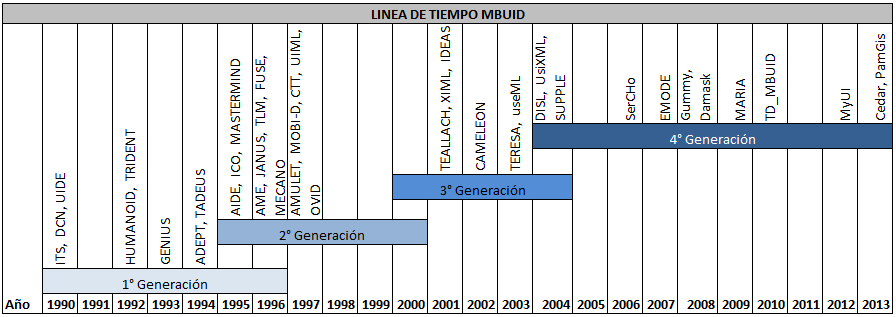 LINEA DE TIEMPO MBUID
ITS, DCN, UIDE
HUMANOID, TRIDENT
GENIUS
ADEPT, TADEUS
AIDE, ICO, MASTERMIND
AME, JANUS, TLM, FUSE,
MECANO
AMULET, MOBI-D, CTT, UIML,
OVID
TEALLACH, XIML, IDEAS
CAMELEON
TERESA, useML
DISL, UsiXML,
SUPPLE
SerCHo
EMODE
Gummy,
Damask
MARIA
TD_MBUID
MyUI
Cedar, PamGis
4° Generación
3° Generación
2° Generación
1° Generación
Año 1990 1991 1992 1993 1994 1995 1996 1997 1998 1999 2000 2001 2002 2003 2004 2005 2006 2007 2008 2009 2010 2011 2012 2013